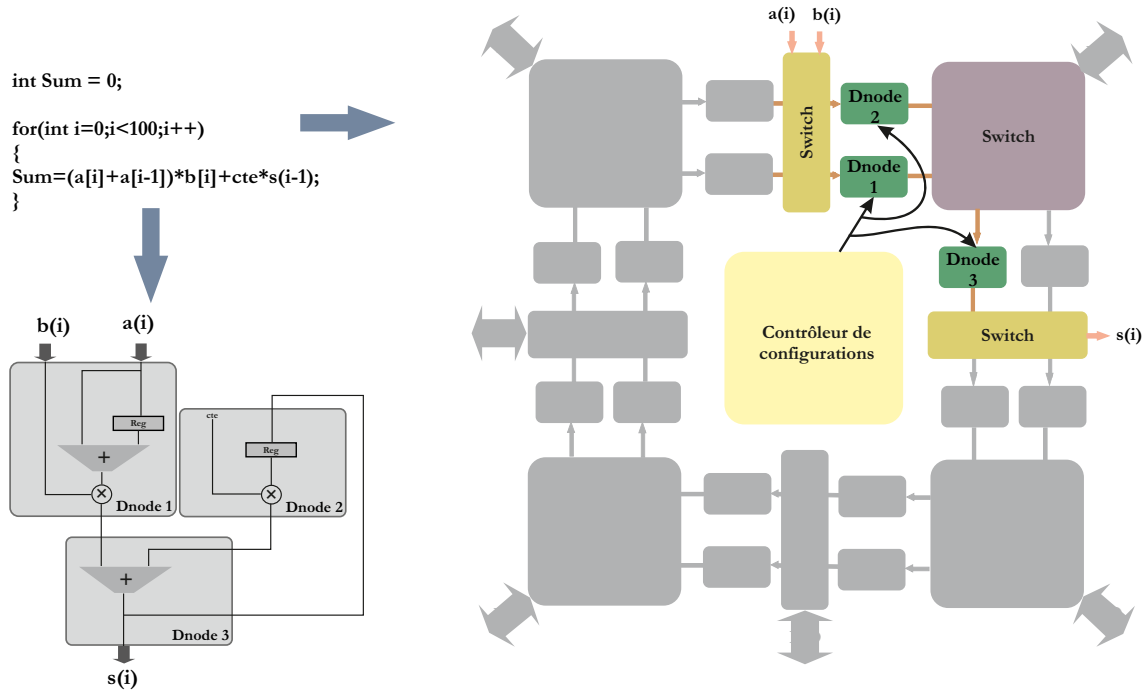 int Sum = 0;
for(int i=0;i<100;i++)
{
Sum=(a[i]+a[i-1])*b[i]+cte*s(i-1);
}
b(i)
a(i)
Reg
+
×
Dnode 1
cte
Reg
×
Dnode 2
+
Dnode 3
s(i)
a(i)
b(i)
Switch
Dnode
2
Dnode
1
Switch
Dnode
3
Contrôleur de
configurations
Switch
s(i)